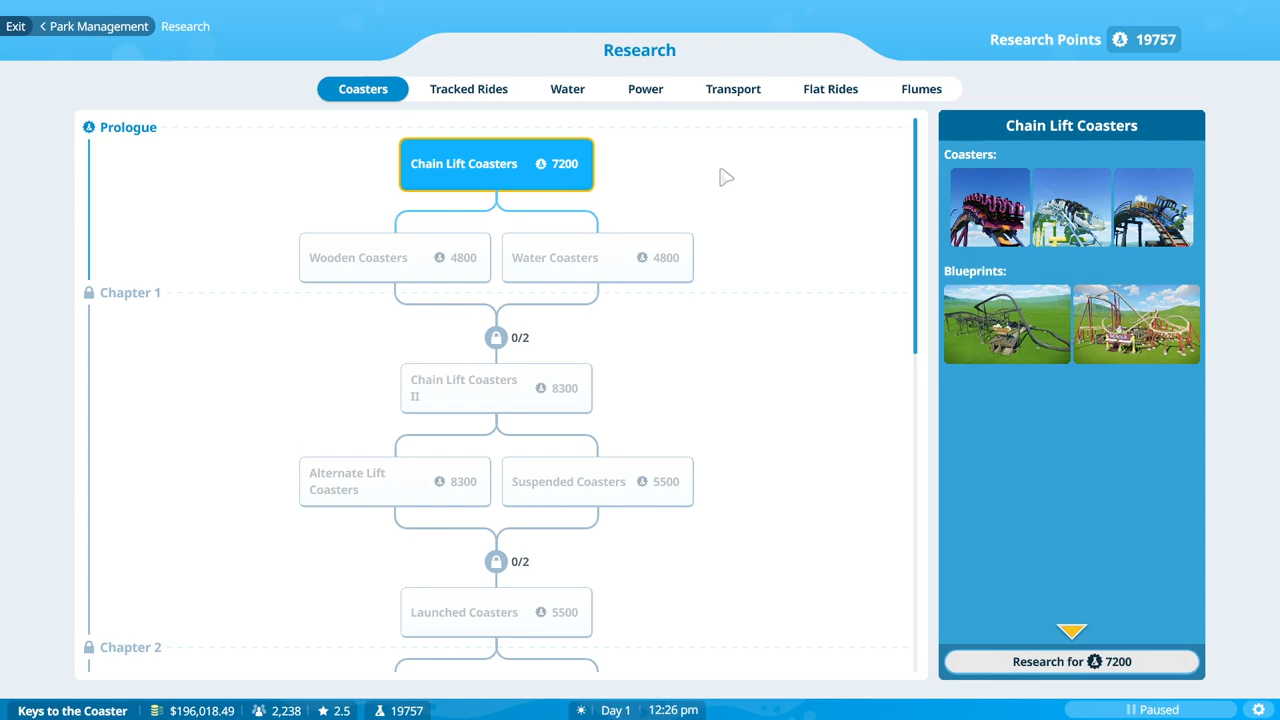 Exit
Park Management
Research
Research
Research Points 19757
Coasters
Tracked Rides
Water
Power
Transport
Flat Rides
Flumes
Prologue
Chain Lift Coasters 7200
Wooden Coasters 4800
Water Coasters 4800
Chapter 1
0/2
Chain Lift Coasters
II
8300
Alternate Lift
Coasters
8300
Suspended Coasters 5500
0/2
Launched Coasters 5500
Chapter 2
Chain Lift Coasters
Coasters:
Blueprints:
Research for 7200
Keys to the Coaster
$196,018.49
2,238
2.5
19757
Day 1
12:26 pm
Paused